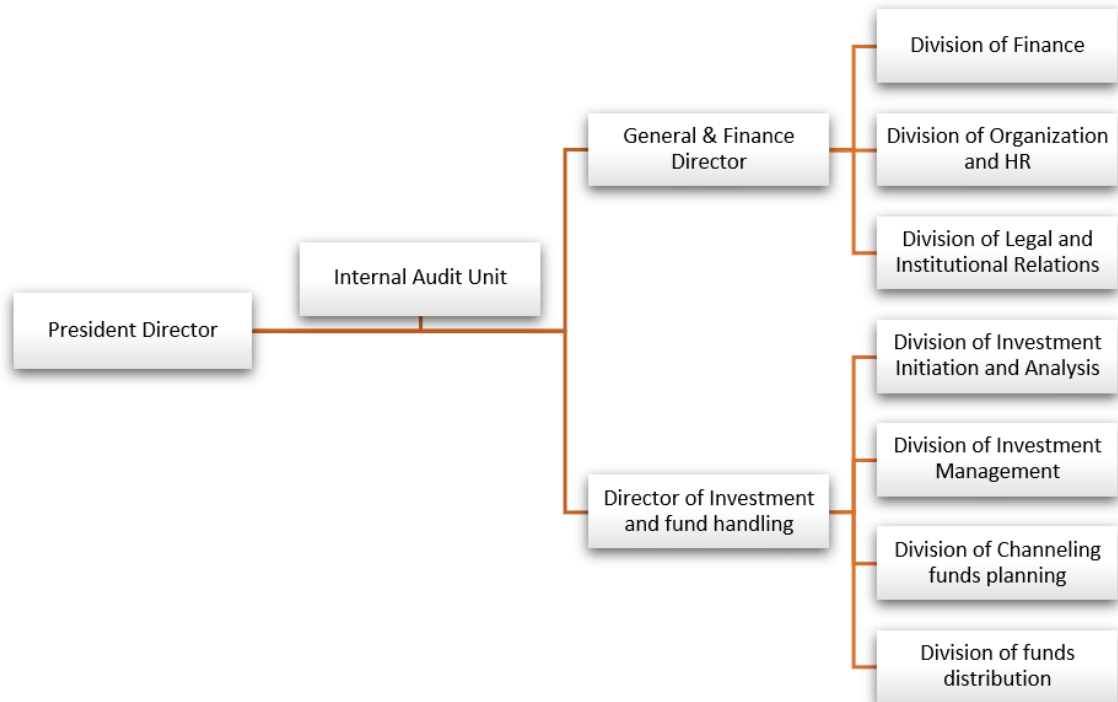 President Director
Internal Audit Unit
General & Finance
Director
Division of Finance
Division of Organization
and HR
Division of Legal and
Institutional Relations
Director of Investment
and fund handling
Division of Investment
Initiation and Analysis
Division of Investment
Management
Division of Channeling
funds planning
Division of funds
distribution